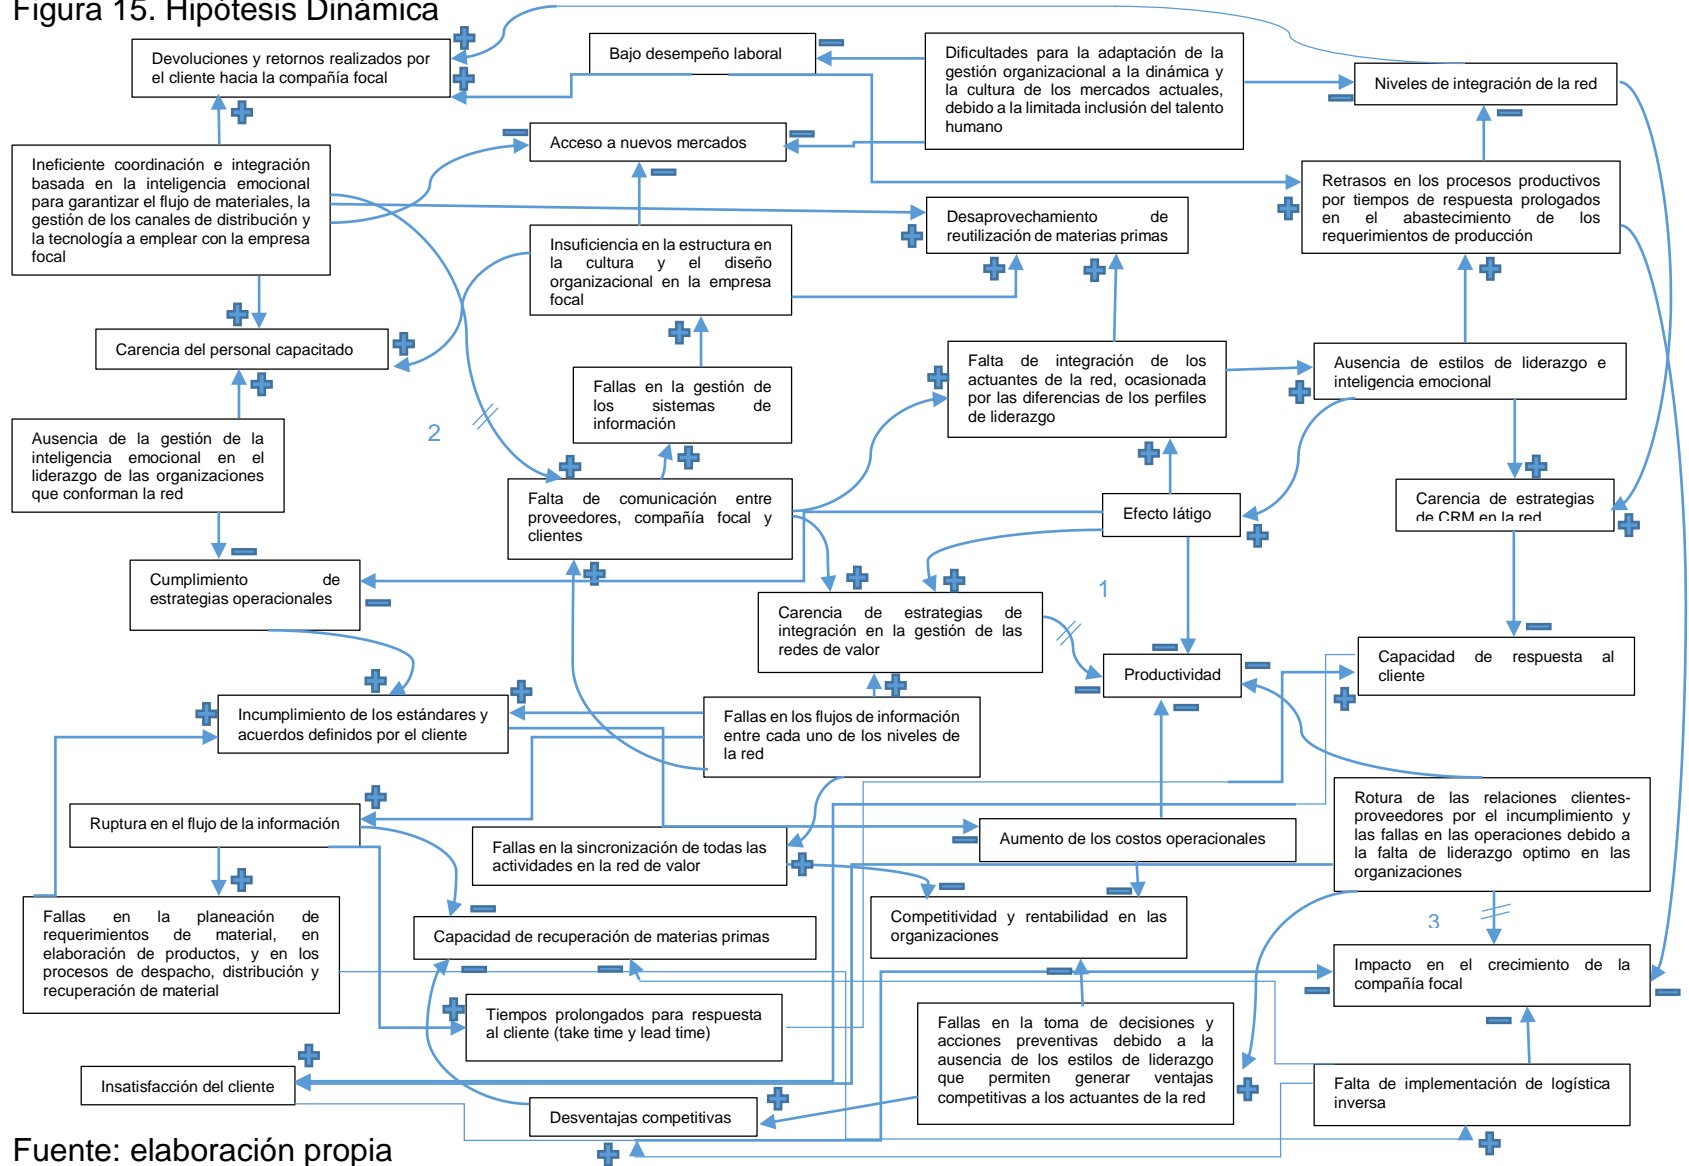 Figura 15. Hipótesis Dinámica
Devoluciones y retornos realizados por
el cliente hacia la compañía focal
Bajo desempeño laboral
Dificultades para la adaptación de la
gestión organizacional a la dinámica y
la cultura de los mercados actuales,
debido a la limitada inclusión del talento
humano
Niveles de integración de la red
Ineficiente coordinación e integración
basada en la inteligencia emocional
para garantizar el flujo de materiales, la
gestión de los canales de distribución y
la tecnología a emplear con la empresa
focal
Acceso a nuevos mercados
Retrasos en los procesos productivos
por tiempos de respuesta prologados
en el abastecimiento de los
requerimientos de producción
Insuficiencia en la estructura en
la cultura y el diseño
organizacional en la empresa
focal
Desaprovechamiento de
reutilización de materias primas
Carencia del personal capacitado
Fallas en la gestión de
los sistemas de
información
Falta de integración de los
actuantes de la red, ocasionada
por las diferencias de los perfiles
de liderazgo
Ausencia de estilos de liderazgo e
inteligencia emocional
Ausencia de la gestión de la
inteligencia emocional en el
liderazgo de las organizaciones
que conforman la red
2
Falta de comunicación entre
proveedores, compañía focal y
clientes
Efecto látigo
Carencia de estrategias
de CRM en la red
Cumplimiento de
estrategias operacionales
1
Carencia de estrategias de
integración en la gestión de las
redes de valor
Productividad
Capacidad de respuesta al
cliente
Incumplimiento de los estándares y
acuerdos definidos por el cliente
Fallas en los flujos de información
entre cada uno de los niveles de
la red
Ruptura en el flujo de la información
Fallas en la sincronización de todas las
actividades en la red de valor
Aumento de los costos operacionales
Rotura de las relaciones clientes-
proveedores por el incumplimiento y
las fallas en las operaciones debido a
la falta de liderazgo optimo en las
organizaciones
Fallas en la planeación de
requerimientos de material, en
elaboración de productos, y en los
procesos de despacho, distribución y
recuperación de material
Capacidad de recuperación de materias primas
Competitividad y rentabilidad en las
organizaciones
3
Impacto en el crecimiento de la
compañía focal
Tiempos prolongados para respuesta
al cliente (take time y lead time)
Fallas en la toma de decisiones y
acciones preventivas debido a la
ausencia de los estilos de liderazgo
que permiten generar ventajas
competitivas a los actuantes de la red
Insatisfacción del cliente
Desventajas competitivas
Falta de implementación de logística
inversa
Fuente: elaboración propia